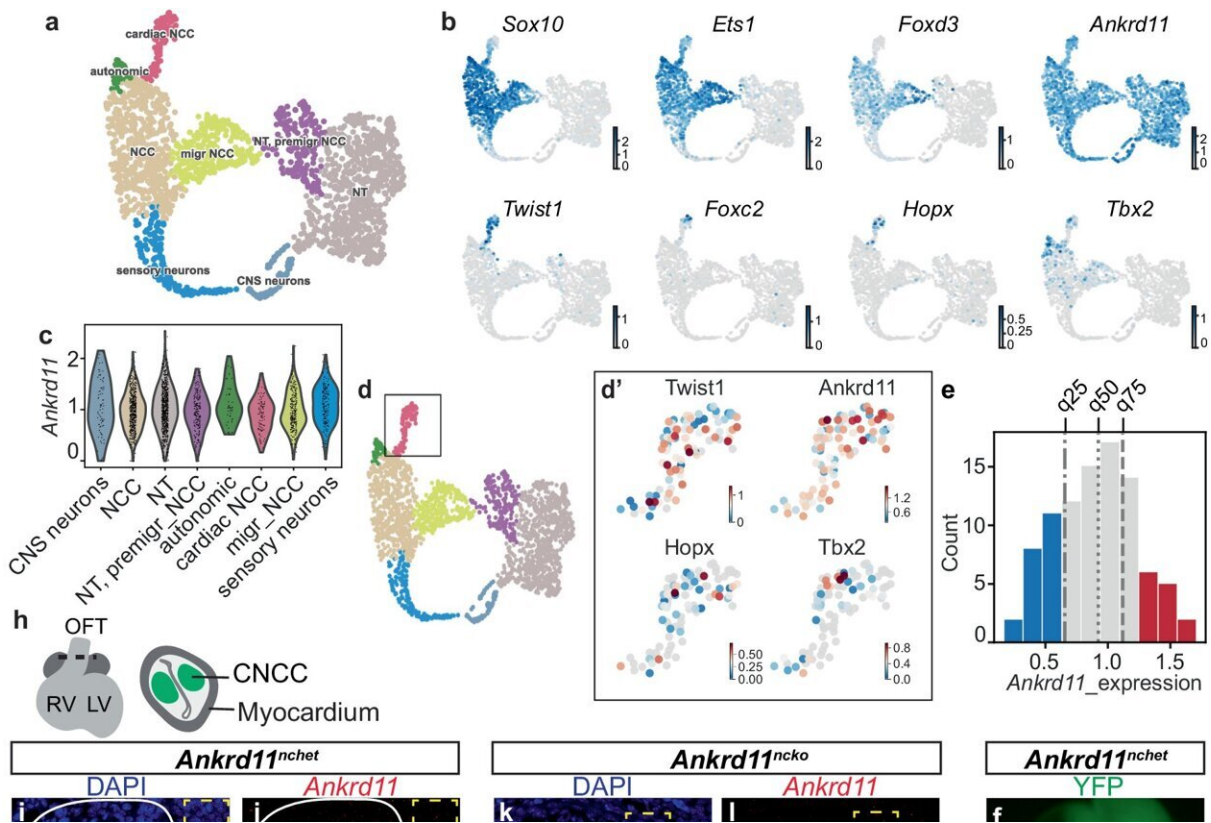 a
cardiac NCC
autonomic
NCC
migr NCC
NT, premigr NCC
NT
sensory neurons
CNS neurons
b
Sox10
Ets1
Foxd3
Ankrd11
2
1
0
2
0
1
0
2
1
0
Twist1
Foxc2
Hopx
Tbx2
1
0
1
0
0.5
0.25
0
1
0
c
Ankrd11
2
1
0
CNS neurons
NCC
NT
NT, premigr_NCC
autonomic
cardiac NCC
migr_NCC
sensory neurons
d
d'
Twist1
Ankrd11
1
0
1.2
0.6
Hopx
Tbx2
0.50
0.25
0.00
0.8
0.4
0.0
e
q25
q50
q75
Count
15
10
5
0
0.5
1.0
1.5
Ankrd11_expression
h
OFT
RV LV
CNCC
Myocardium
Ankrd11nchet
DAPI
Ankrd11
i
j
Ankrd11ncko
DAPI
Ankrd11
k
l
Ankrd11nchet
YFP
f